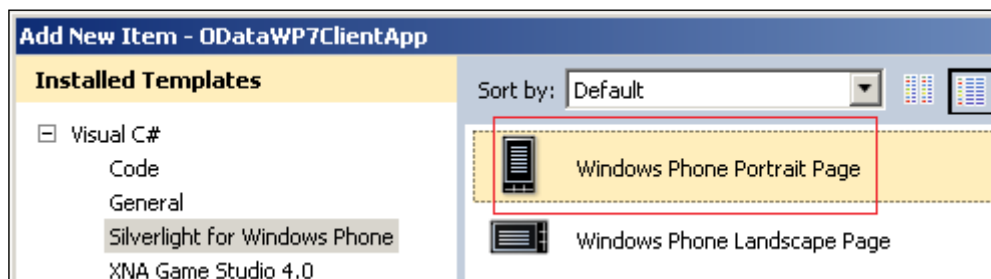 Add New Item - ODataWP7ClientApp
Installed Templates
Sort by: Default
Visual C#
Code
General
Silverlight for Windows Phone
XNA Game Studio 4.0
Windows Phone Portrait Page
Windows Phone Landscape Page